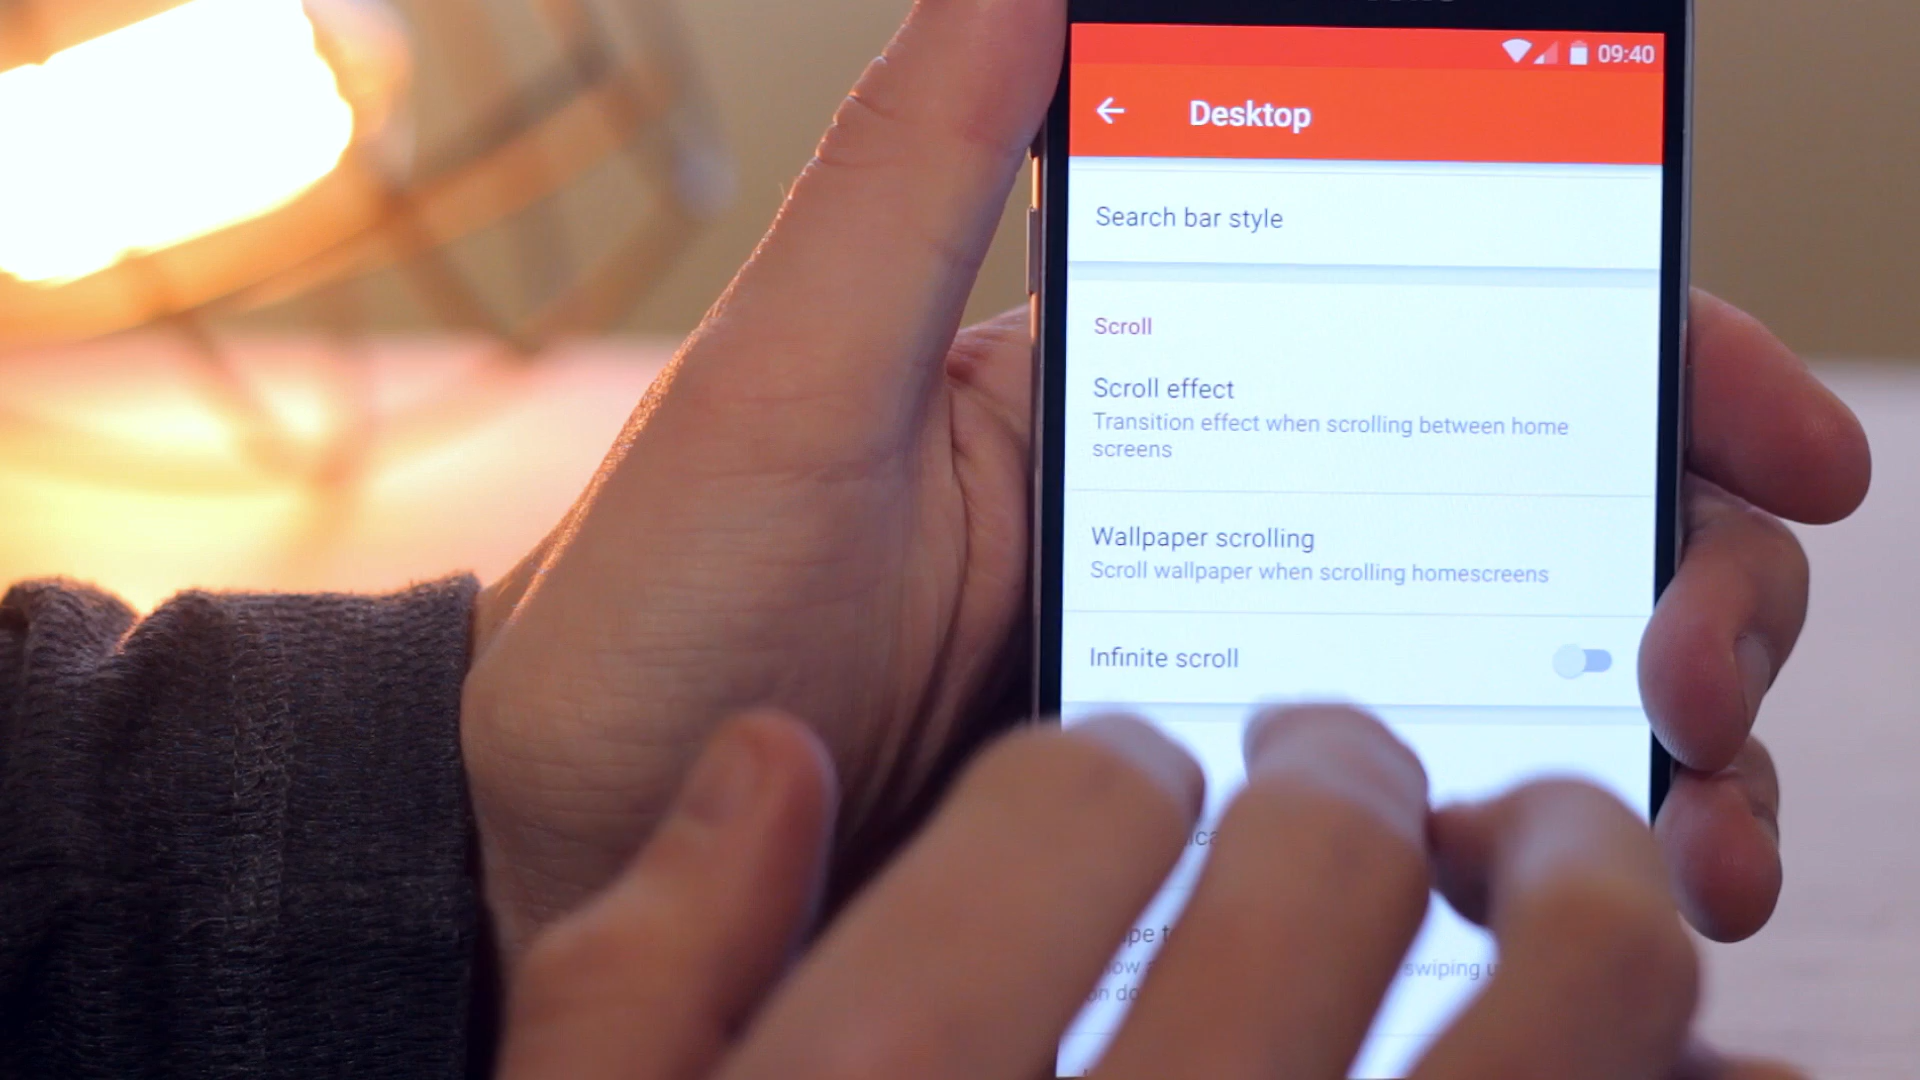 09:40
Desktop
Search bar style
Scroll
Scroll effect
Transition effect when scrolling between home
screens
Wallpaper scrolling
Scroll wallpaper when scrolling homescreens
Infinite scroll
swiping